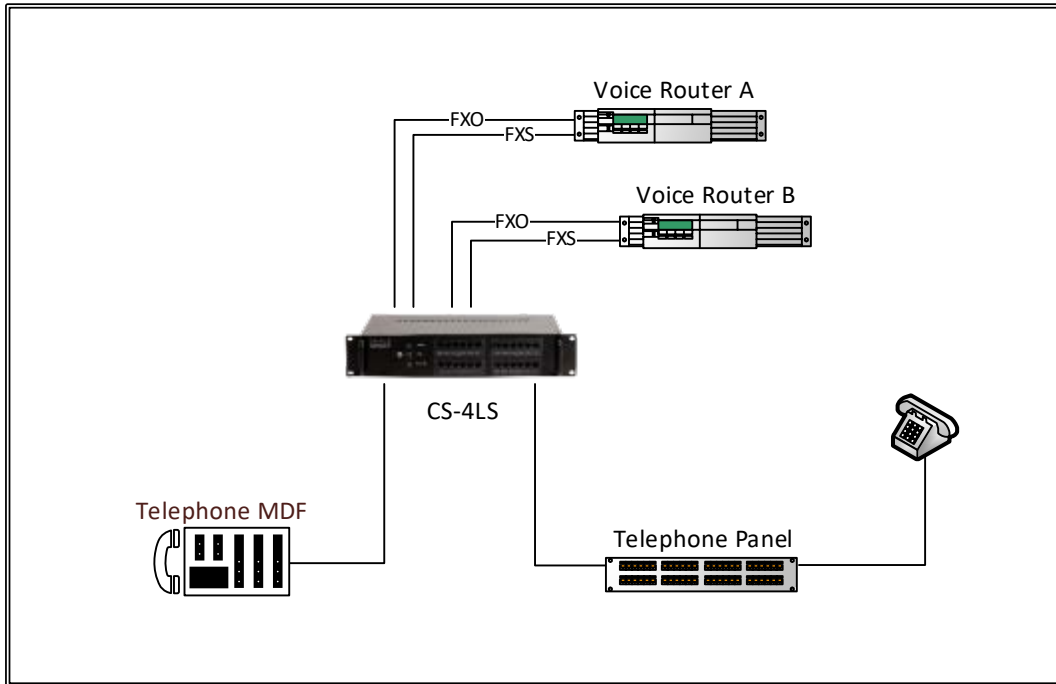 Voice Router A
FXO
FXS
Voice Router B
FXO
FXS
CS-4LS
Telephone MDF
Telephone Panel